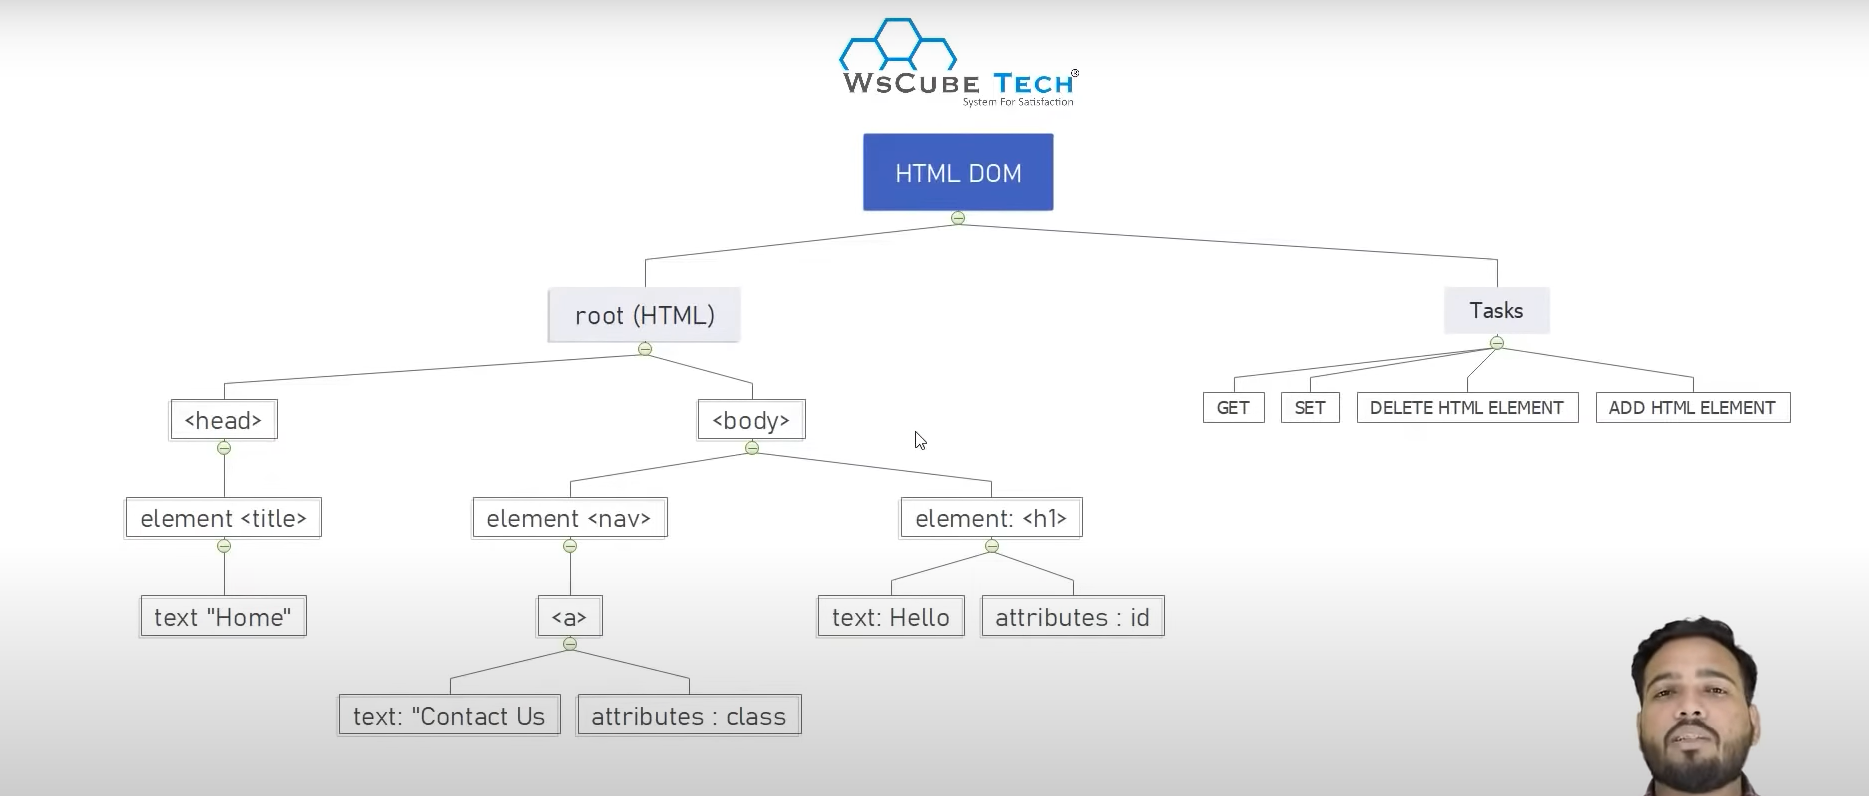 WsCube Tech®
System For Satisfaction
HTML DOM
root (HTML)
Tasks
<head>
<body>
GET
SET
DELETE HTML ELEMENT
ADD HTML ELEMENT
element <title>
element <nav>
element: <h1>
text "Home"
<a>
text: Hello
attributes : id
text: "Contact Us
attributes : class